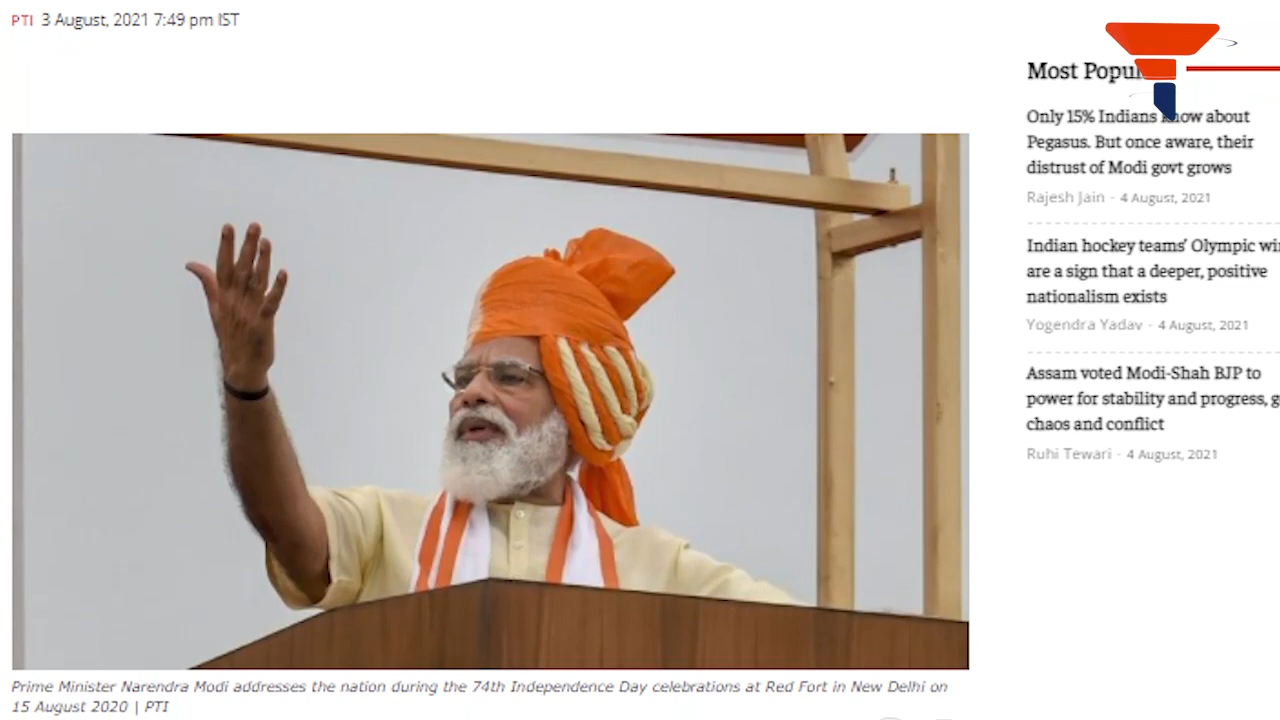 PTI 3 August, 2021 7:49 pm IST
Prime Minister Narendra Modi addresses the nation during the 74th Independence Day celebrations at Red Fort in New Delhi on
15 August 2020 | PTI
Most
Only 15% Indians know about
Pegasus. But once aware, their
distrust of Modi govt grows
Rajesh Jain - 4 August, 2021
Indian hockey teams' Olympic
are a sign that a deeper, positive
nationalism exists
Yogendra Yadav - 4 August, 2021
Assam voted Modi-Shah BJP to
power for stability and progress,
chaos and conflict
Ruhi Tewari - 4 August, 2021